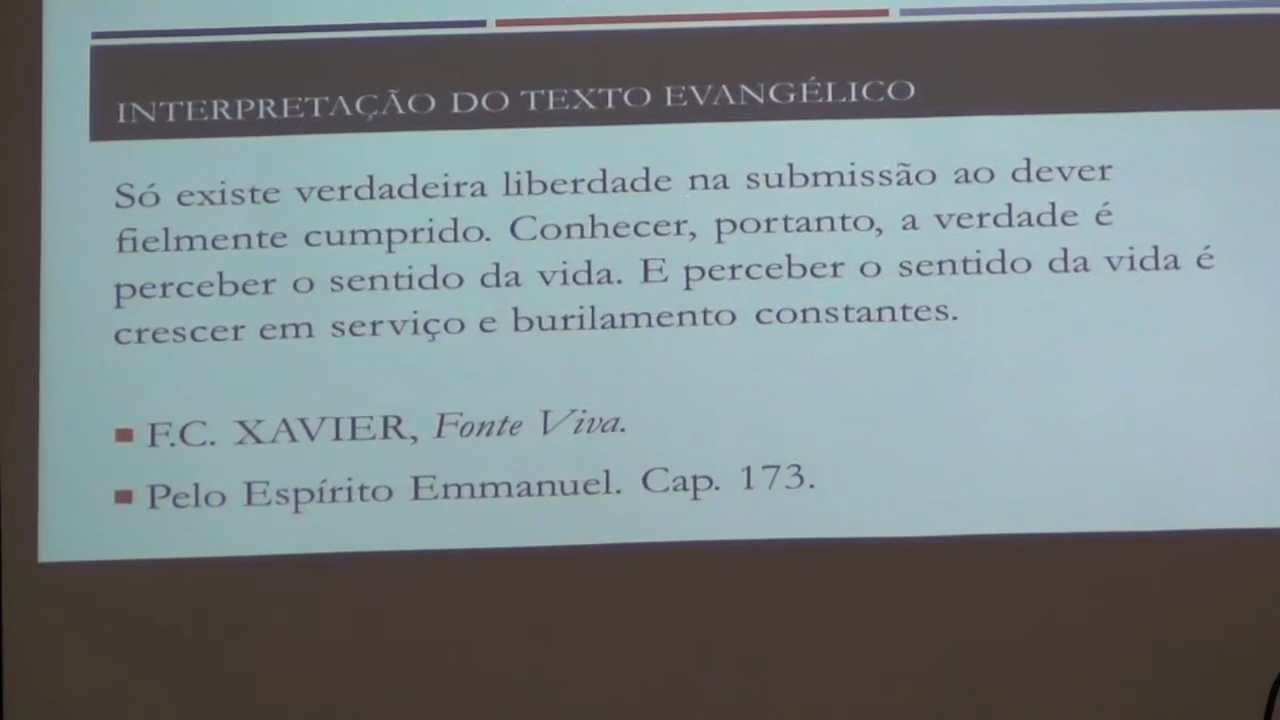 INTERPRETAÇÃO DO TEXTO EVANGÉLICO
Só existe verdadeira liberdade na submissão ao dever
fielmente cumprido. Conhecer, portanto, a verdade é
perceber o sentido da vida. E perceber o sentido da vida é
crescer em serviço e burilamento constantes.
F.C. XAVIER, Fonte Viva.
Pelo Espírito Emmanuel. Cap. 173.